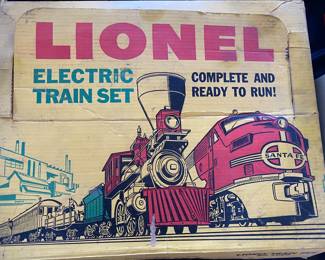 LIONEL
ELECTRIC
TRAIN SET
COMPLETE AND
READY TO RUN!
SANTA FE